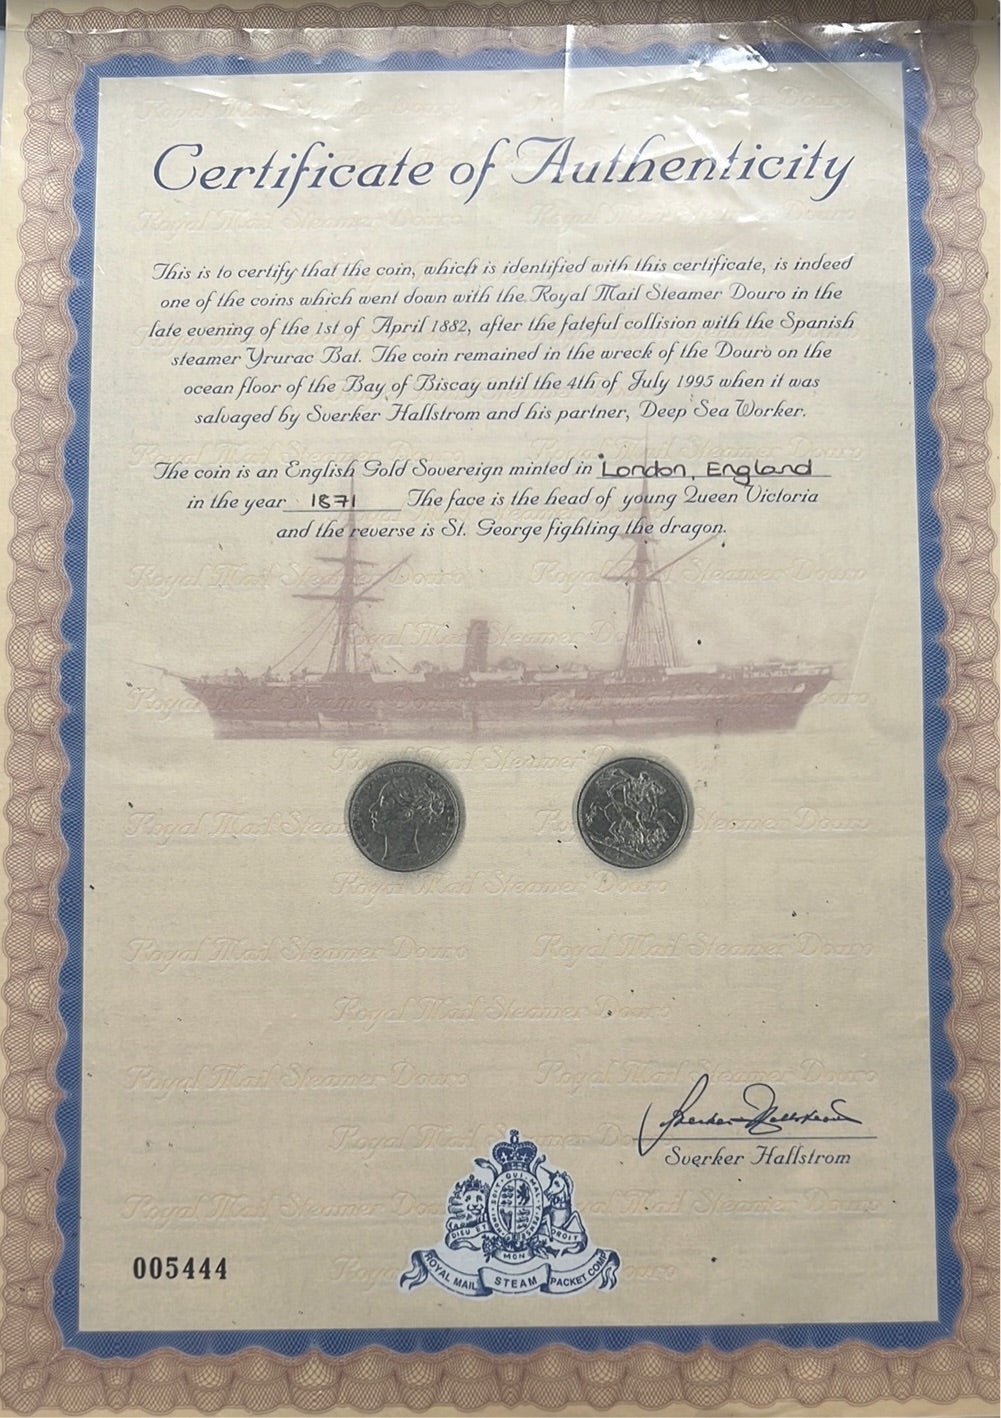 Certificate of Authenticity
This is to certify that the coin, which is identified with this certificate, is indeed
one of the coins which went down with the Royal Mail Steamer Douro in the
late evening of the 1st of April 1882, after the fateful collision with the Spanish
steamer Yrurac Bat. The coin remained in the wreck of the Douro on the
ocean floor of the Bay of Biscay until the 4th of July 1995 when it was
salvaged by Sverker Hallstrom and his partner, Deep Sea Worker.
The coin is an English Gold Sovereign minted in London, England
in the year 1871 The face is the head of young Queen Victoria
and the reverse is St. George fighting the dragon.
Royal Mail Steamer Douro
Sverker Hallstrom
Sverker Hallstrom
SOIT QUI MAL Y PENSE
DIEU ET MON DROIT
ROYAL MAIL STEAM PACKET COMP
005444